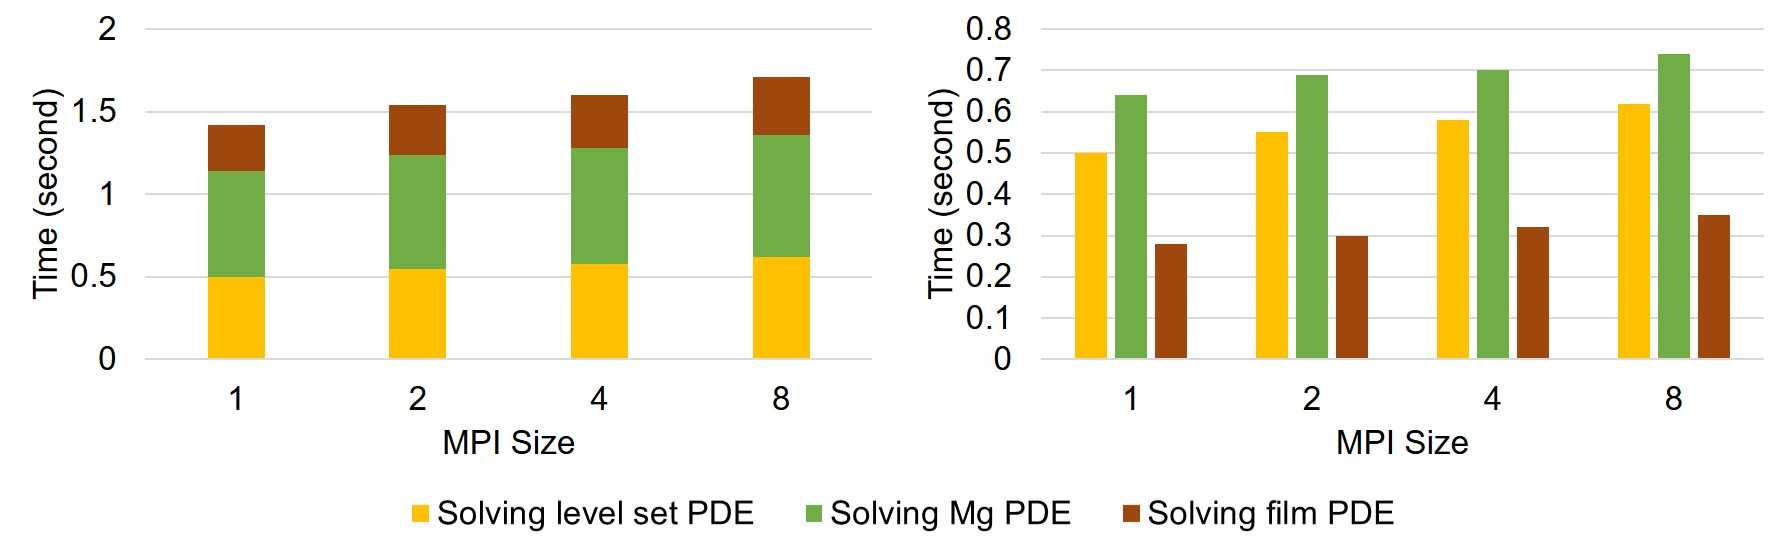 Time (second)
2
1.5
1
0.5
0
1 2 4 8
MPI Size
Time (second)
0.8
0.7
0.6
0.5
0.4
0.3
0.2
0.1
0
1 2 4 8
MPI Size
Solving level set PDE Solving Mg PDE Solving film PDE